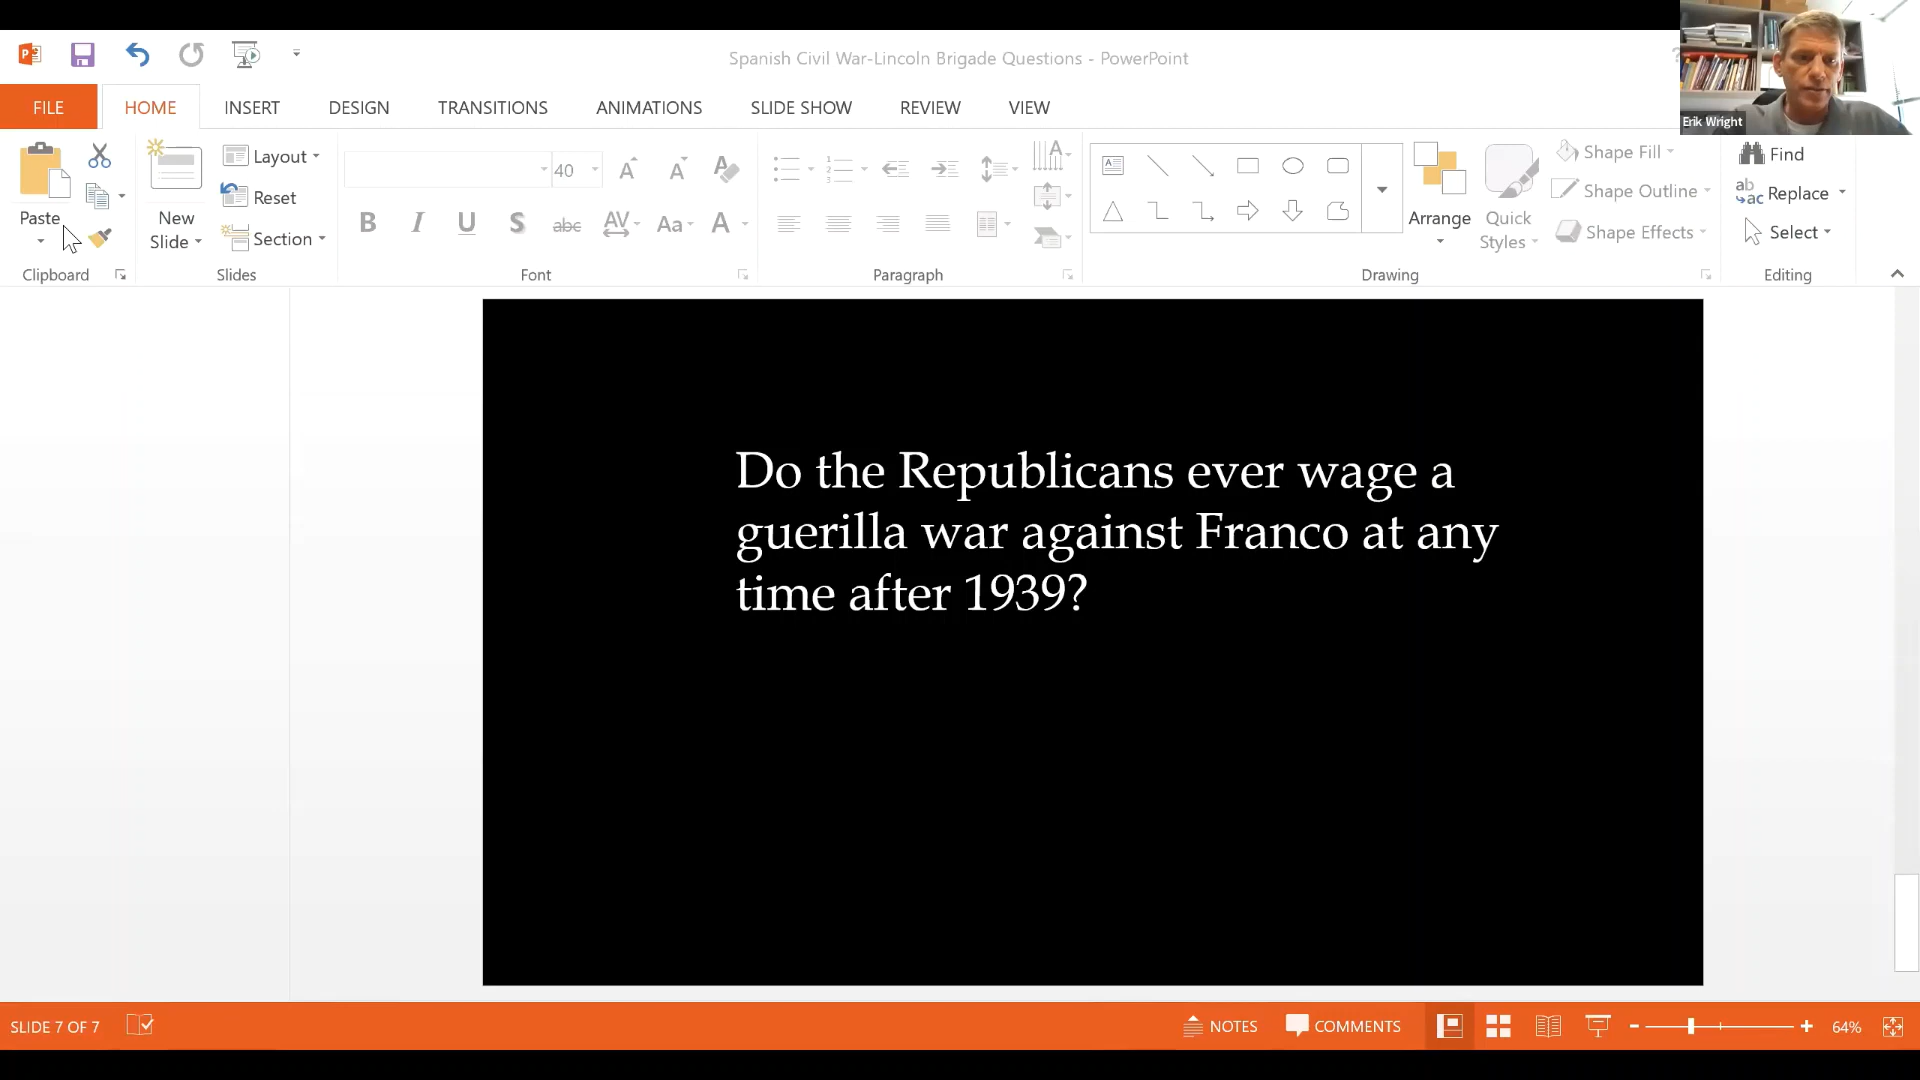 Spanish Civil War-Lincoln Brigade Questions - PowerPoint
Erik Wright
FILE
HOME
INSERT
DESIGN
TRANSITIONS
ANIMATIONS
SLIDE SHOW
REVIEW
VIEW
Paste
Clipboard
New
Slide
Layout
Reset
Section
Slides
40
B
I
U
S
abc
AV
Aa
A
Font
Paragraph
Arrange
Quick
Styles
Shape Fill
Shape Outline
Shape Effects
Drawing
Find
Replace
Select
Editing
Do the Republicans ever wage a
guerilla war against Franco at any
time after 1939?
SLIDE 7 OF 7
NOTES
COMMENTS
64%